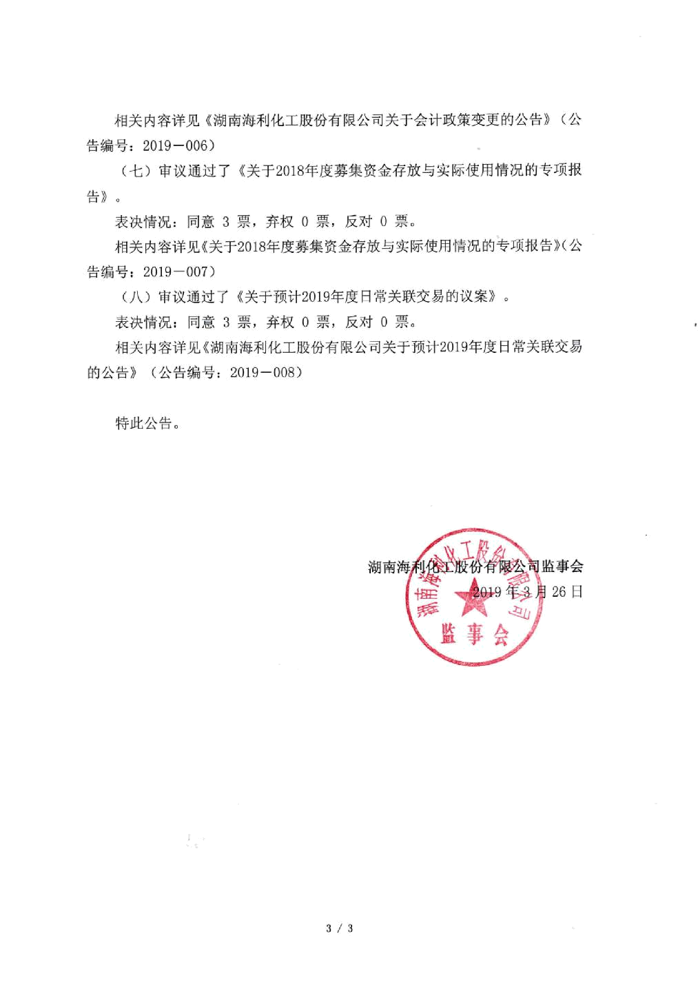 相关内容详见《湖南海利化工股份有限公司关于会计政策变更的公告》（公
告编号：2019－006）
（七）审议通过了《关于2018年度募集资金存放与实际使用情况的专项报
告》。
表决情况：同意 3 票，弃权 0 票，反对 0 票。
相关内容详见《关于2018年度募集资金存放与实际使用情况的专项报告》（公
告编号：2019－007）
（八）审议通过了《关于预计2019年度日常关联交易的议案》。
表决情况：同意 3 票，弃权 0 票，反对 0 票。
相关内容详见《湖南海利化工股份有限公司关于预计2019年度日常关联交易
的公告》（公告编号：2019－008）
特此公告。
湖南海利化工股份有限公司监事会
2019 年 3 月 26 日
湖南海利化工股份有限公司
监事会
3 / 3